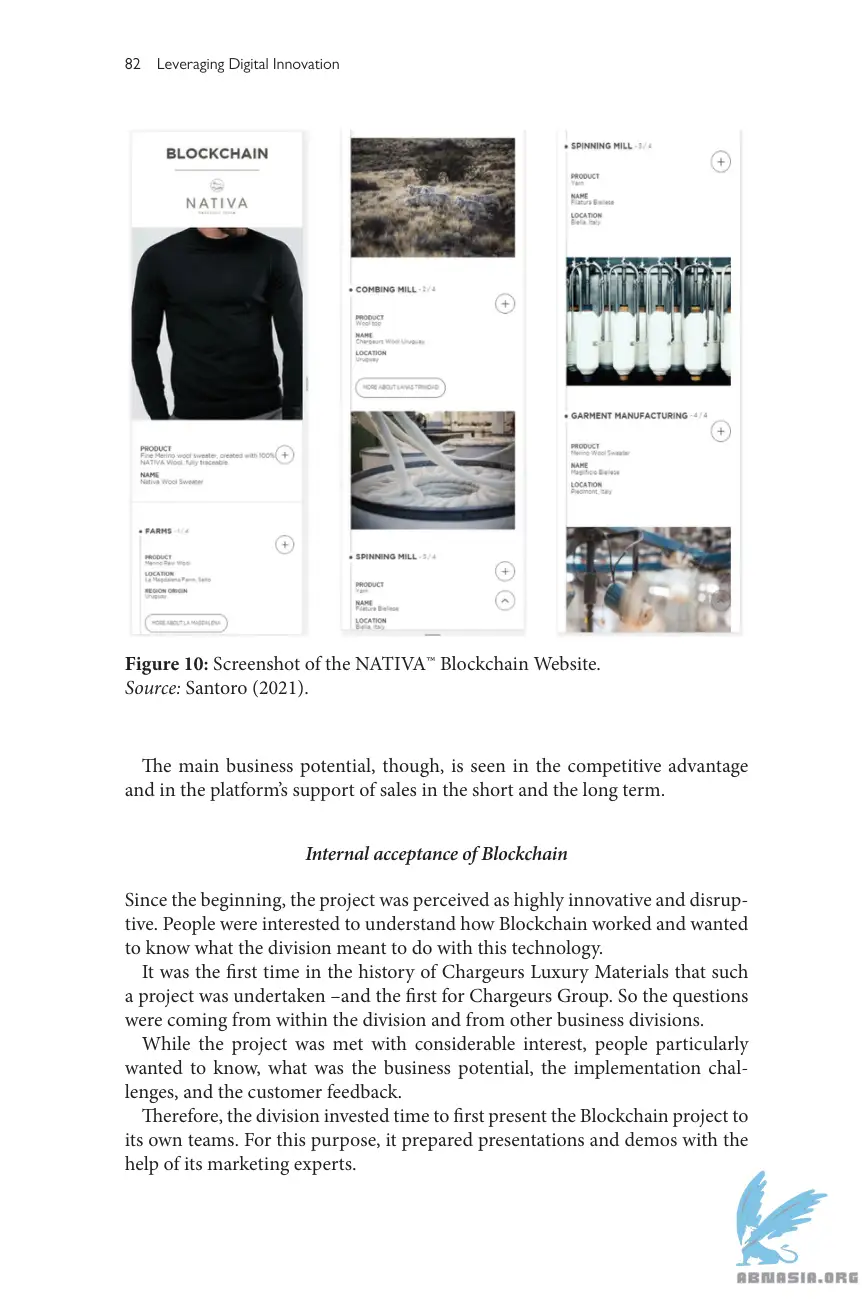 82 Leveraging Digital Innovation
BLOCKCHAIN
NATIVA
PRODUCT
Fine Merino wool sweater, created with 100%
NATIVA Wool, fully traceable
NAME
Nativa Wool Sweater
FARMS - 1 / 4
PRODUCT
Merino Raw Wool
LOCATION
La Magdalena Farm, Salto
REGION ORIGIN
Uruguay
MORE ABOUT LA MAGDALENA
COMBING MILL - 2 / 4
PRODUCT
Wool top
NAME
Chargeurs Wool Uruguay
LOCATION
Uruguay
MORE ABOUT LANAS TRINIDAD
SPINNING MILL - 3 / 4
PRODUCT
Yarn
NAME
Filatura Biellese
LOCATION
Biella, Italy
SPINNING MILL - 3 / 4
PRODUCT
Yarn
NAME
Filatura Biellese
LOCATION
Biella, Italy
GARMENT MANUFACTURING - 4 / 4
PRODUCT
Merino Wool Sweater
NAME
Maglificio Biellese
LOCATION
Piedmont, Italy
Figure 10: Screenshot of the NATIVA™ Blockchain Website.
Source: Santoro (2021).
The main business potential, though, is seen in the competitive advantage
and in the platform’s support of sales in the short and the long term.
Internal acceptance of Blockchain
Since the beginning, the project was perceived as highly innovative and disrup-
tive. People were interested to understand how Blockchain worked and wanted
to know what the division meant to do with this technology.
It was the first time in the history of Chargeurs Luxury Materials that such
a project was undertaken –and the first for Chargeurs Group. So the questions
were coming from within the division and from other business divisions.
While the project was met with considerable interest, people particularly
wanted to know, what was the business potential, the implementation chal-
lenges, and the customer feedback.
Therefore, the division invested time to first present the Blockchain project to
its own teams. For this purpose, it prepared presentations and demos with the
help of its marketing experts.
ABNASIA.ORG